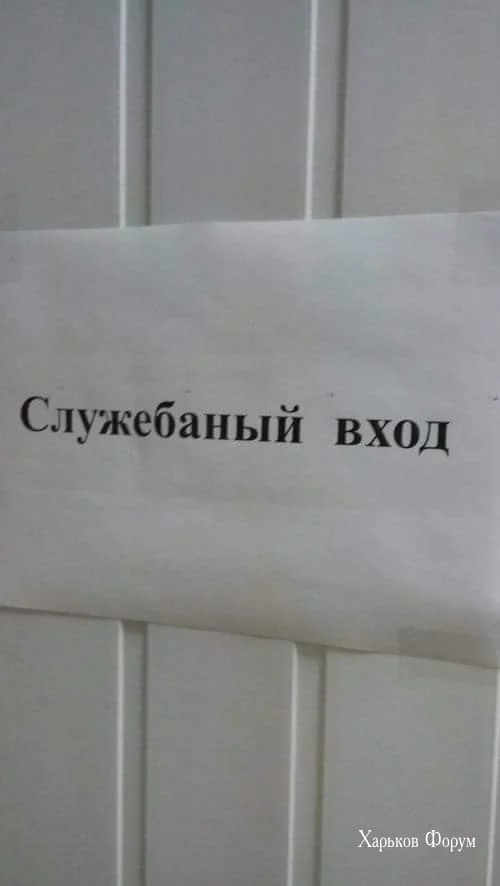 Служебаный вход
Харьков Форум